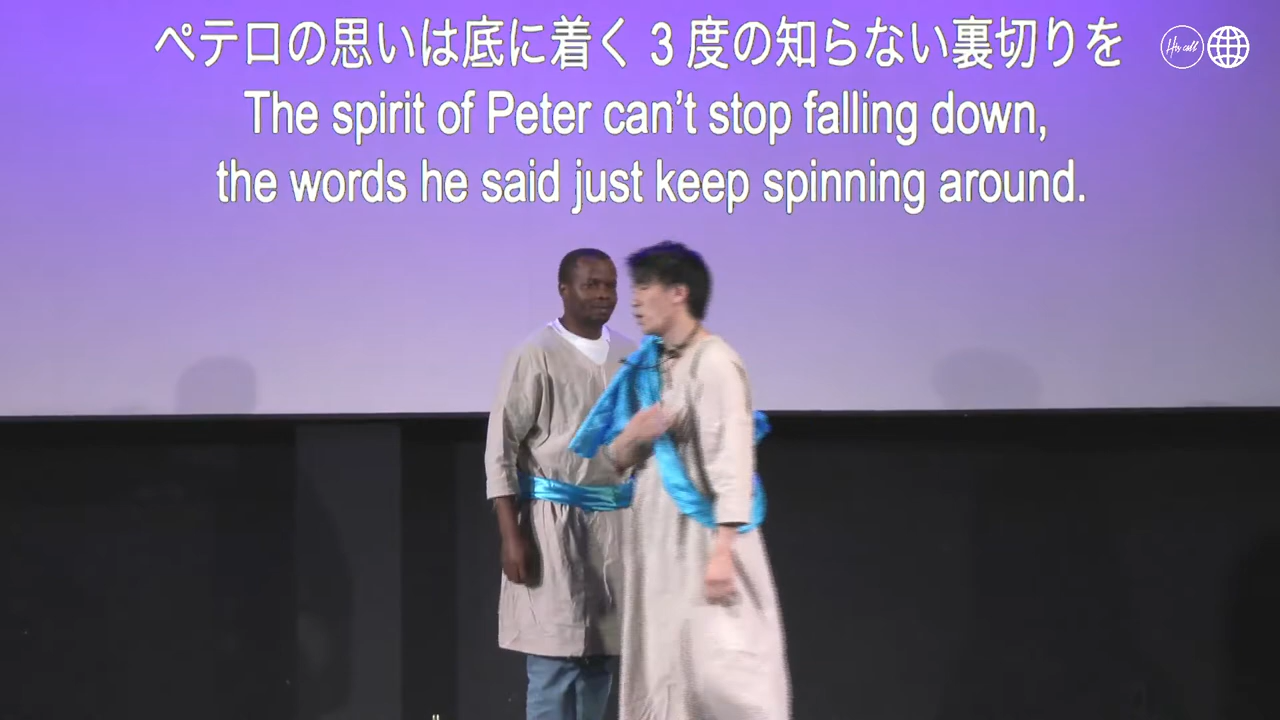 ペテロの思いは底に着く 3 度の知らない裏切りを
His call
The spirit of Peter can't stop falling down,
the words he said just keep spinning around.